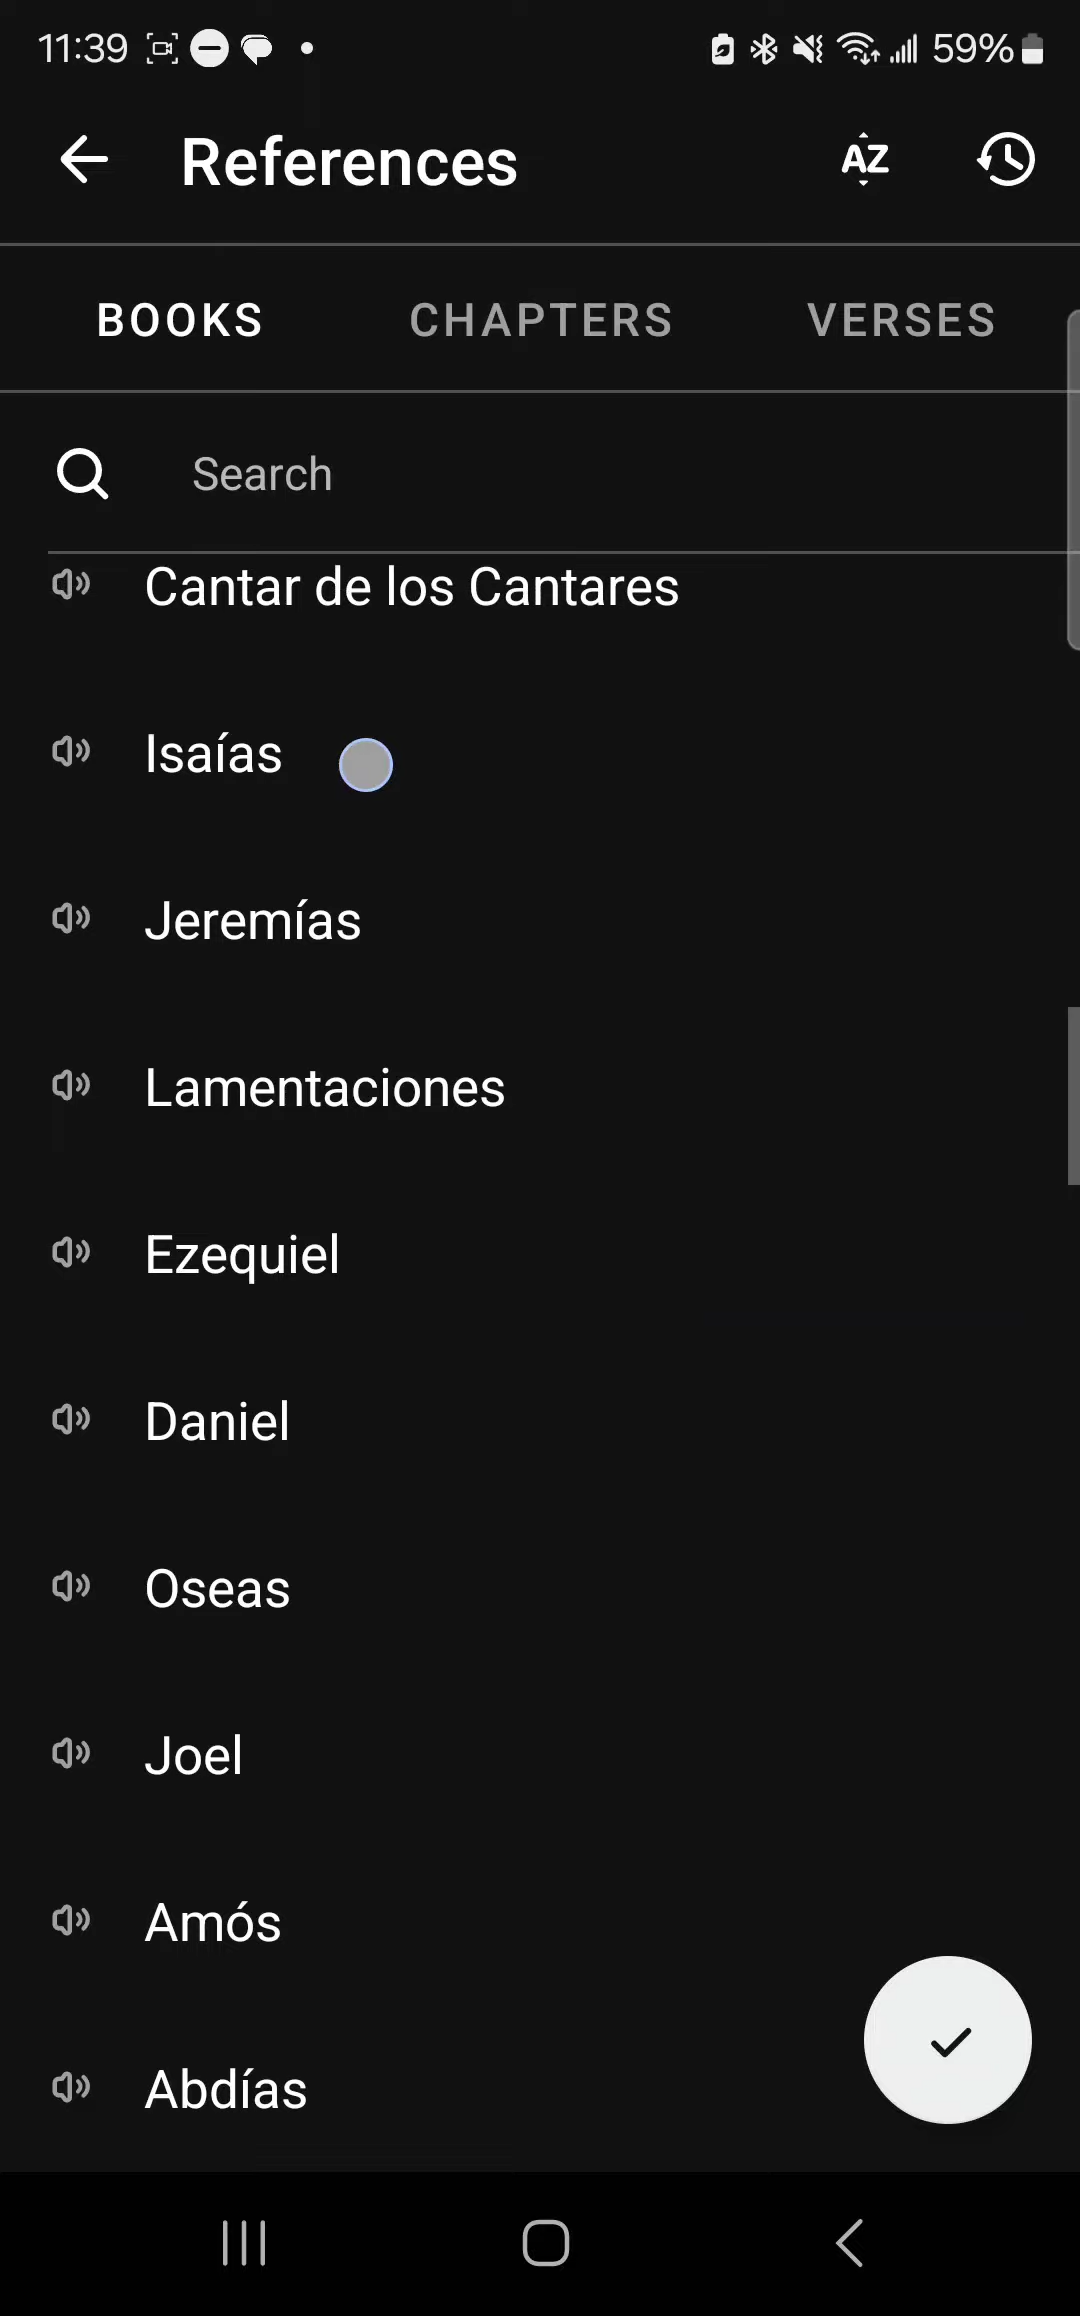 11:39
59%
References
AZ
BOOKS CHAPTERS VERSES
Search
Cantar de los Cantares
Isaías
Jeremías
Lamentaciones
Ezequiel
Daniel
Oseas
Joel
Amós
Abdías